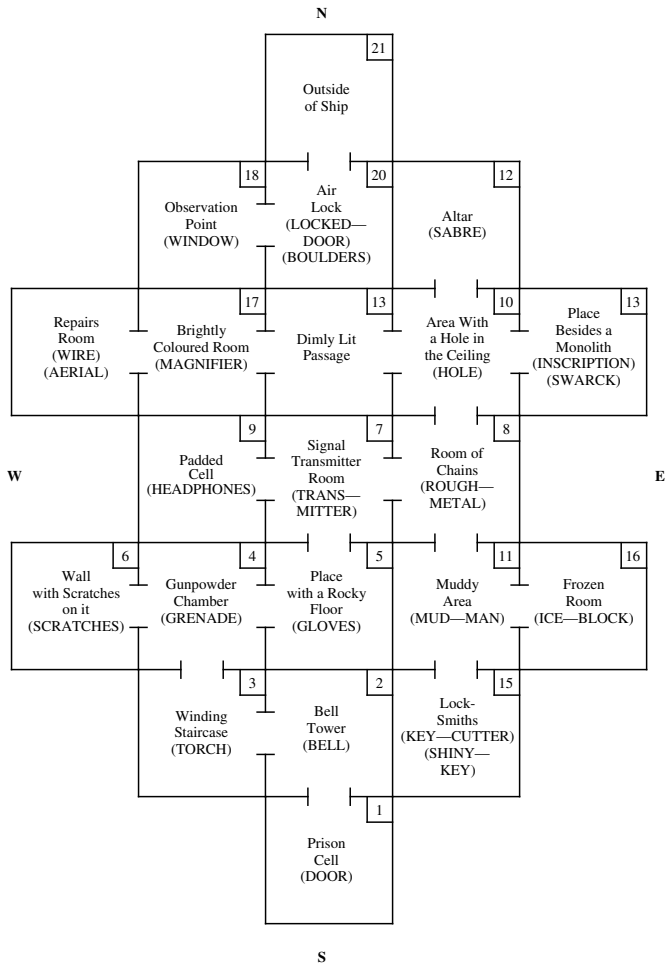 N
21
Outside
of Ship
18
Observation
Point
(WINDOW)
20
Air
Lock
(LOCKED—
DOOR)
(BOULDERS)
12
Altar
(SABRE)
Repairs
Room
(WIRE)
(AERIAL)
17
Brightly
Coloured Room
(MAGNIFIER)
13
Dimly Lit
Passage
10
Area With
a Hole in
the Ceiling
(HOLE)
13
Place
Besides a
Monolith
(INSCRIPTION)
(SWARCK)
W
9
Padded
Cell
(HEADPHONES)
7
Signal
Transmitter
Room
(TRANS—
MITTER)
8
Room of
Chains
(ROUGH—
METAL)
E
6
Wall
with Scratches
on it
(SCRATCHES)
4
Gunpowder
Chamber
(GRENADE)
5
Place
with a Rocky
Floor
(GLOVES)
11
Muddy
Area
(MUD—MAN)
16
Frozen
Room
(ICE—BLOCK)
3
Winding
Staircase
(TORCH)
2
Bell
Tower
(BELL)
15
Lock-
Smiths
(KEY—CUTTER)
(SHINY—
KEY)
1
Prison
Cell
(DOOR)
S